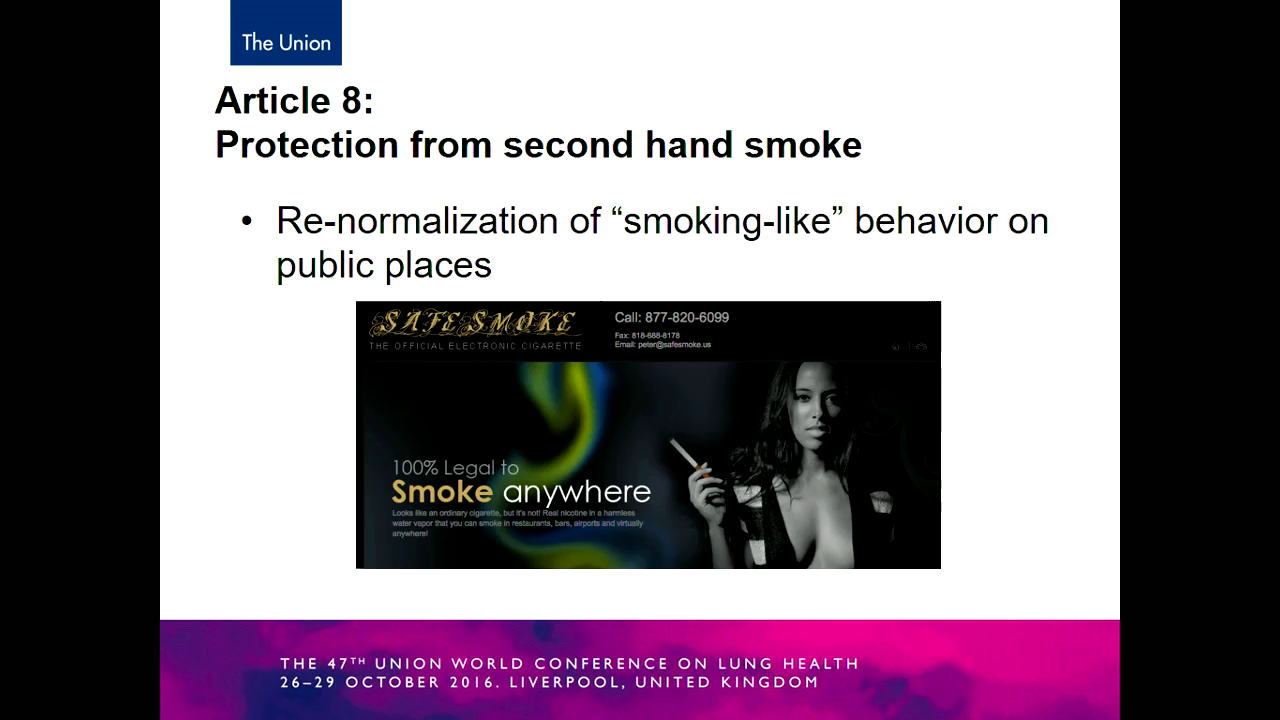 The Union
Article 8:
Protection from second hand smoke
• Re-normalization of “smoking-like” behavior on
public places
SAFE SMOKE
THE OFFICIAL ELECTRONIC CIGARETTE
Call: 877-820-6099
Fax: 818-688-8178
Email: peter@safesmoke.us
100% Legal to
Smoke anywhere
Looks like an ordinary cigarette, but it's not! Real nicotine in a harmless
water vapor that you can smoke in restaurants, bars, airports and virtually
anywhere!
THE 47TH UNION WORLD CONFERENCE ON LUNG HEALTH
26–29 OCTOBER 2016. LIVERPOOL, UNITED KINGDOM